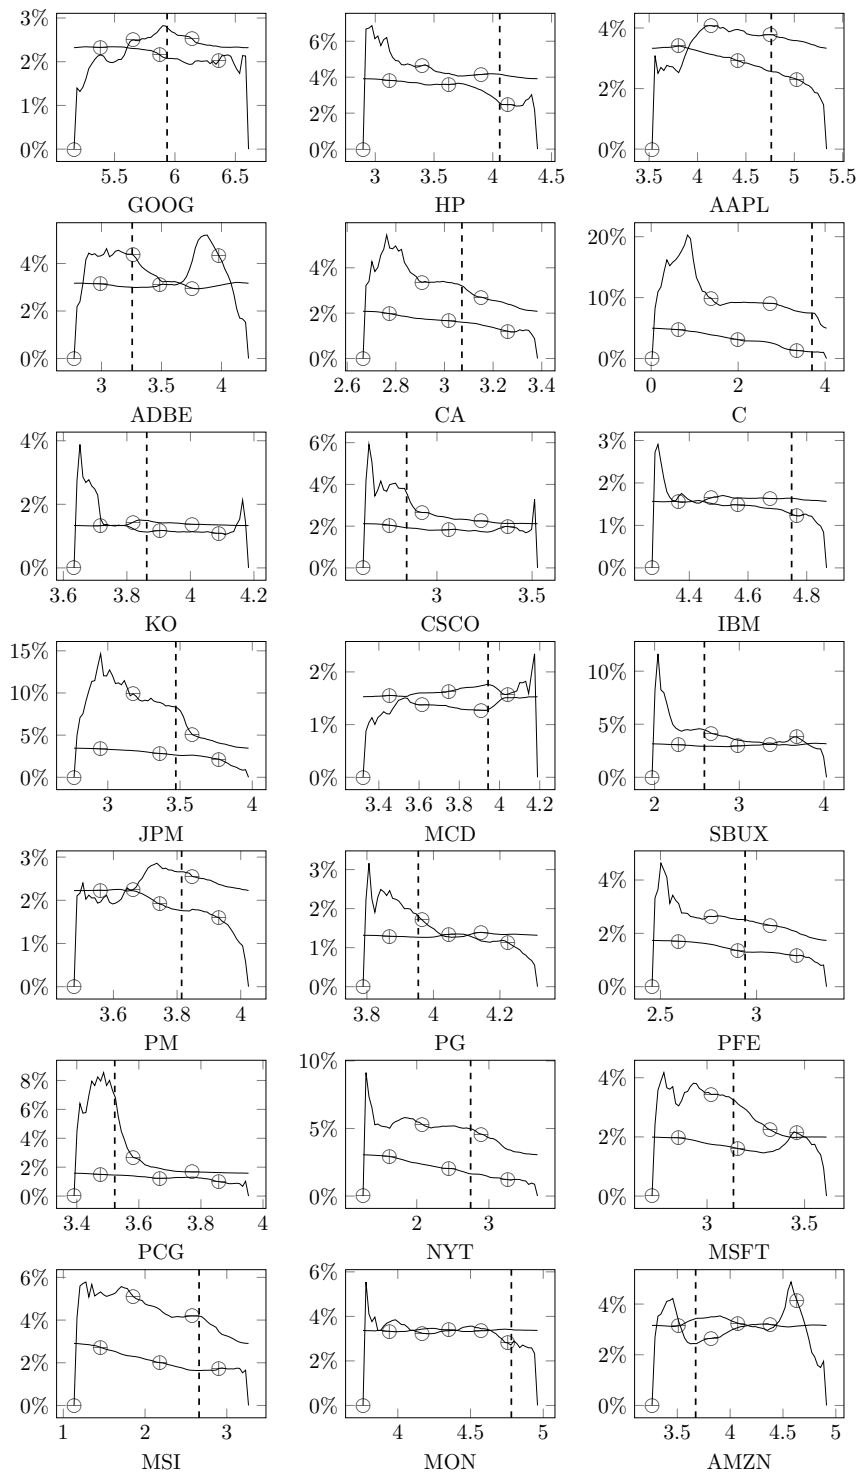 3% 6% 4%
2% 4% 2%
1% 2%
0% 0% 0%
5.5 6 6.5 3 3.5 4 4.5 3.5 4 4.5 5 5.5
GOOG HP AAPL
4% 4% 20%
2% 2% 10%
0% 0% 0%
3 3.5 4 2.6 2.8 3 3.2 3.4 0 2 4
ADBE CA C
4% 6% 3%
2% 4% 2%
2% 1%
0% 0% 0%
3.6 3.8 4 4.2 3 3.5 4.4 4.6 4.8
KO CSCO IBM
15% 2% 10%
10% 1% 5%
5%
0% 0% 0%
3 3.5 4 3.4 3.6 3.8 4 4.2 2 3 4
JPM MCD SBUX
3% 3% 4%
2% 2% 2%
1% 1%
0% 0% 0%
3.6 3.8 4 3.8 4 4.2 2.5 3
PM PG PFE
8% 10% 4%
6% 5% 2%
4%
2%
0% 0% 0%
3.4 3.6 3.8 4 2 3 3 3.5
PCG NYT MSFT
6% 6% 4%
4% 4% 2%
2% 2%
0% 0% 0%
1 2 3 4 4.5 5 3.5 4 4.5 5
MSI MON AMZN